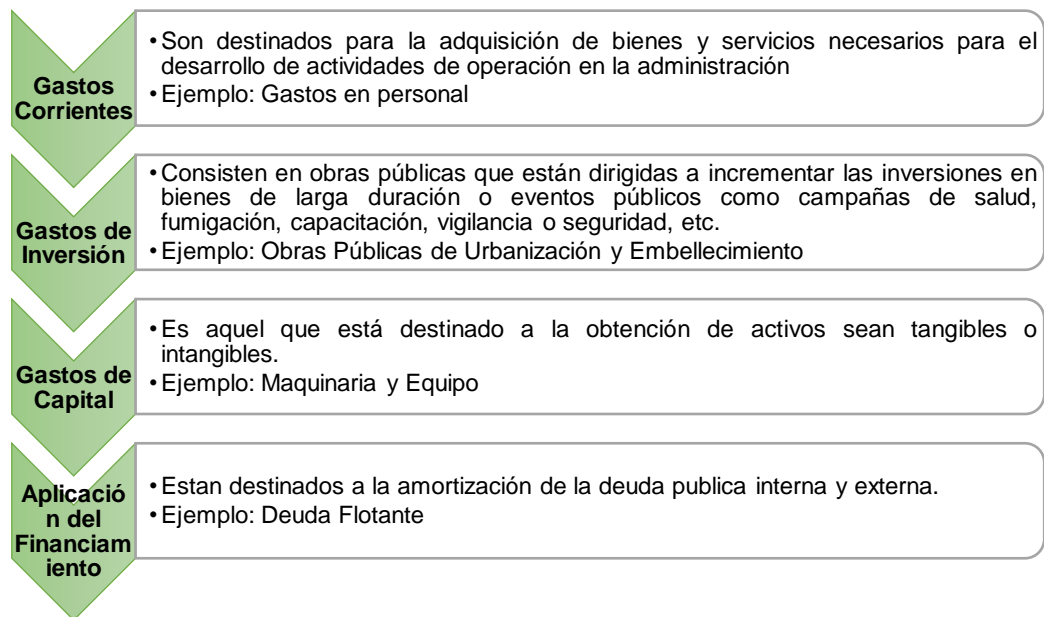 Gastos
Corrientes
•Son destinados para la adquisición de bienes y servicios necesarios para el
desarrollo de actividades de operación en la administración
•Ejemplo: Gastos en personal
Gastos de
Inversión
•Consisten en obras públicas que están dirigidas a incrementar las inversiones en
bienes de larga duración o eventos públicos como campañas de salud,
fumigación, capacitación, vigilancia o seguridad, etc.
•Ejemplo: Obras Públicas de Urbanización y Embellecimiento
Gastos de
Capital
•Es aquel que está destinado a la obtención de activos sean tangibles o
intangibles.
•Ejemplo: Maquinaria y Equipo
Aplicació
n del
Financiam
iento
•Estan destinados a la amortización de la deuda publica interna y externa.
•Ejemplo: Deuda Flotante